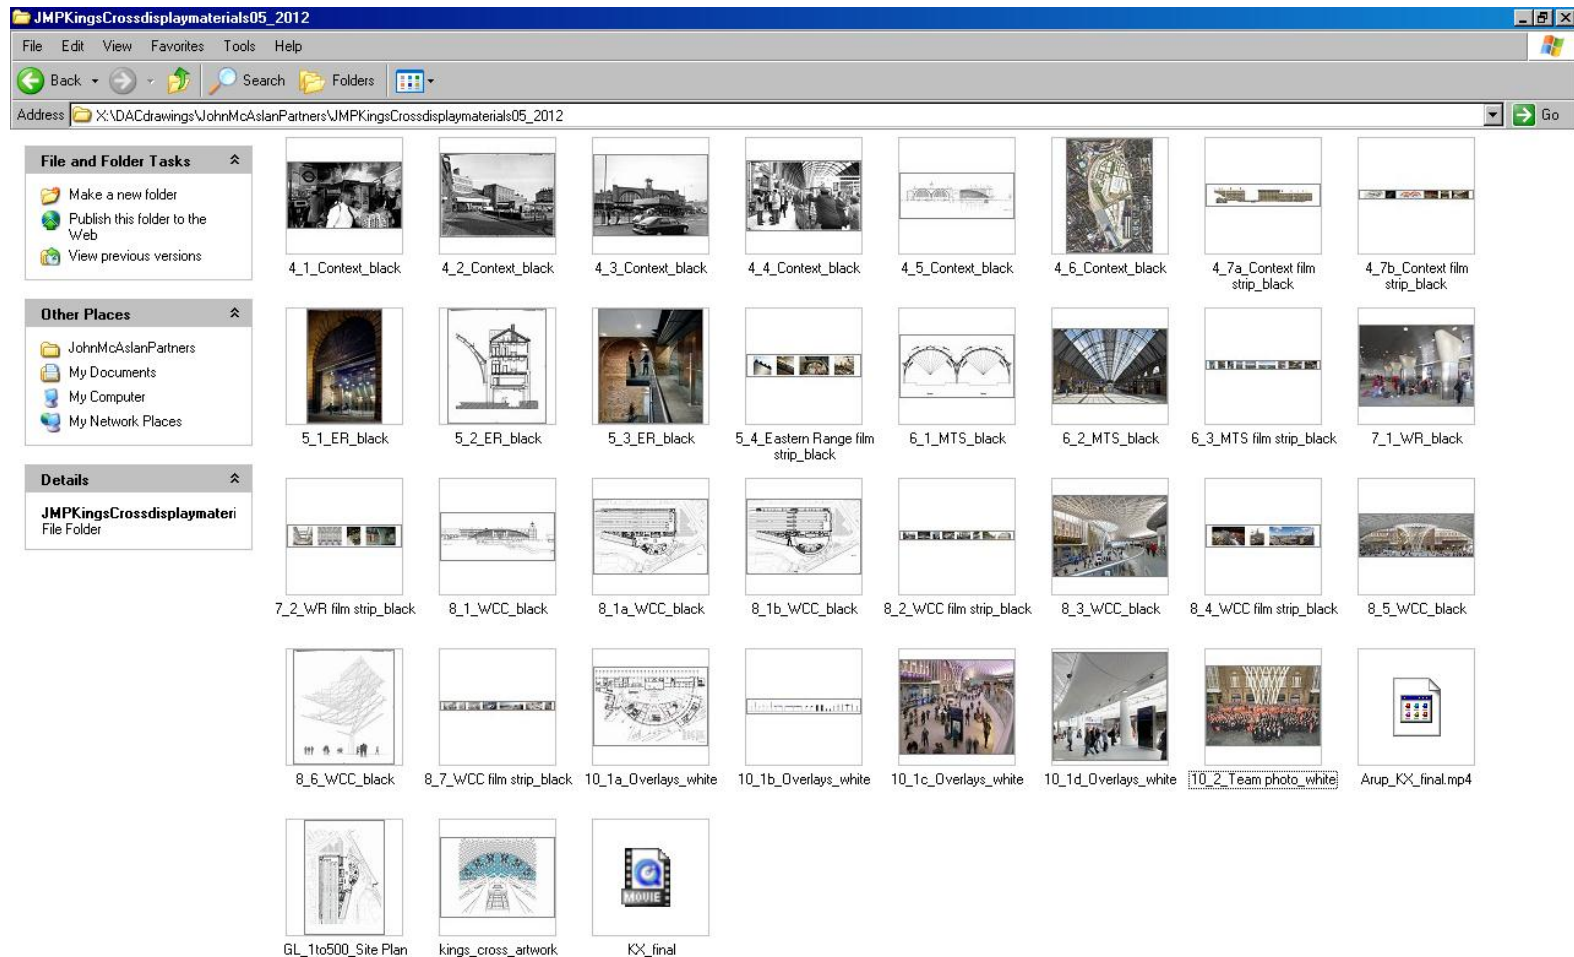 JMPKingsCrossdisplaymaterials05_2012
File Edit View Favorites Tools Help
Back Search Folders
Address X:\DACdrawings\JohnMcAslanPartners\JMPKingsCrossdisplaymaterials05_2012 Go
File and Folder Tasks
Make a new folder
Publish this folder to the
Web
View previous versions
Other Places
JohnMcAslanPartners
My Documents
My Computer
My Network Places
Details
JMPKingsCrossdisplaymateri
File Folder
4_1_Context_black 4_2_Context_black 4_3_Context_black 4_4_Context_black 4_5_Context_black 4_6_Context_black 4_7a_Context film 4_7b_Context film
strip_black strip_black
5_1_ER_black 5_2_ER_black 5_3_ER_black 5_4_Eastern Range film 6_1_MTS_black 6_2_MTS_black 6_3_MTS film strip_black 7_1_WR_black
strip_black
7_2_WR film strip_black 8_1_WCC_black 8_1a_WCC_black 8_1b_WCC_black 8_2_WCC film strip_black 8_3_WCC_black 8_4_WCC film strip_black 8_5_WCC_black
8_6_WCC_black 8_7_WCC film strip_black 10_1a_Overlays_white 10_1b_Overlays_white 10_1c_Overlays_white 10_1d_Overlays_white 10_2_Team photo_white Arup_KX_final.mp4
MOVIE
GL_1to500_Site Plan kings_cross_artwork KX_final